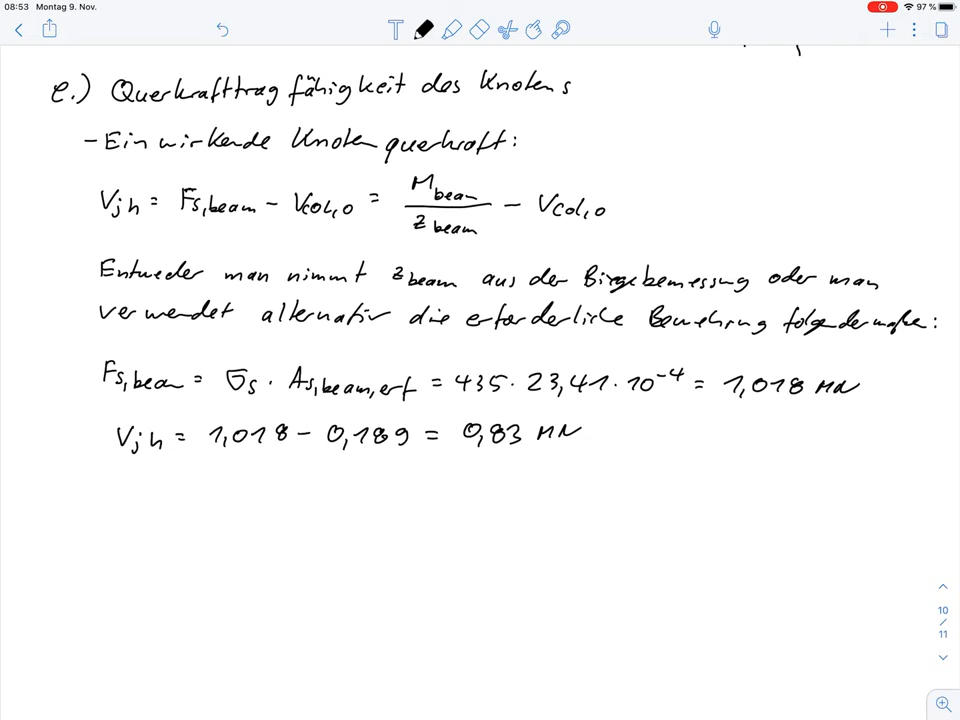 08:53 Montag 9. Nov. 97 %
e.) Querkrafttragfähigkeit des Knotens
- Einwirkende Knotenquerkraft:
Vjh = Fs,beam - Vcol,o = Mbeam / zbeam - Vcol,o
Entweder man nimmt zbeam aus der Biegebemessung oder man
verwendet alternativ die erforderliche Bewehrung folgendermaße:
Fs,beam = σs · As,beam,erf = 435 · 23,41 · 10⁻⁴ = 1,018 MN
Vjh = 1,018 - 0,189 = 0,83 MN
10
/
11